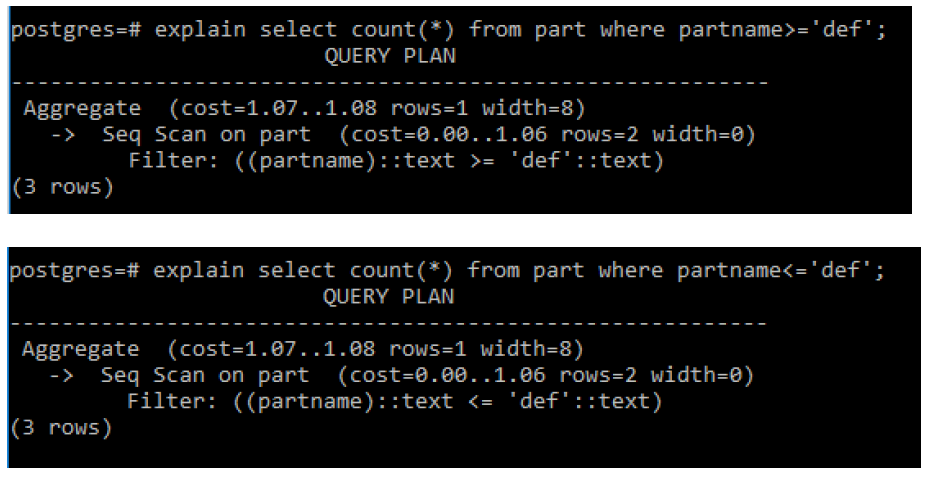 postgres=# explain select count(*) from part where partname>='def';
QUERY PLAN
----------------------------------------------------------
Aggregate  (cost=1.07..1.08 rows=1 width=8)
  ->  Seq Scan on part  (cost=0.00..1.06 rows=2 width=0)
        Filter: ((partname)::text >= 'def'::text)
(3 rows)
postgres=# explain select count(*) from part where partname<='def';
QUERY PLAN
----------------------------------------------------------
Aggregate  (cost=1.07..1.08 rows=1 width=8)
  ->  Seq Scan on part  (cost=0.00..1.06 rows=2 width=0)
        Filter: ((partname)::text <= 'def'::text)
(3 rows)